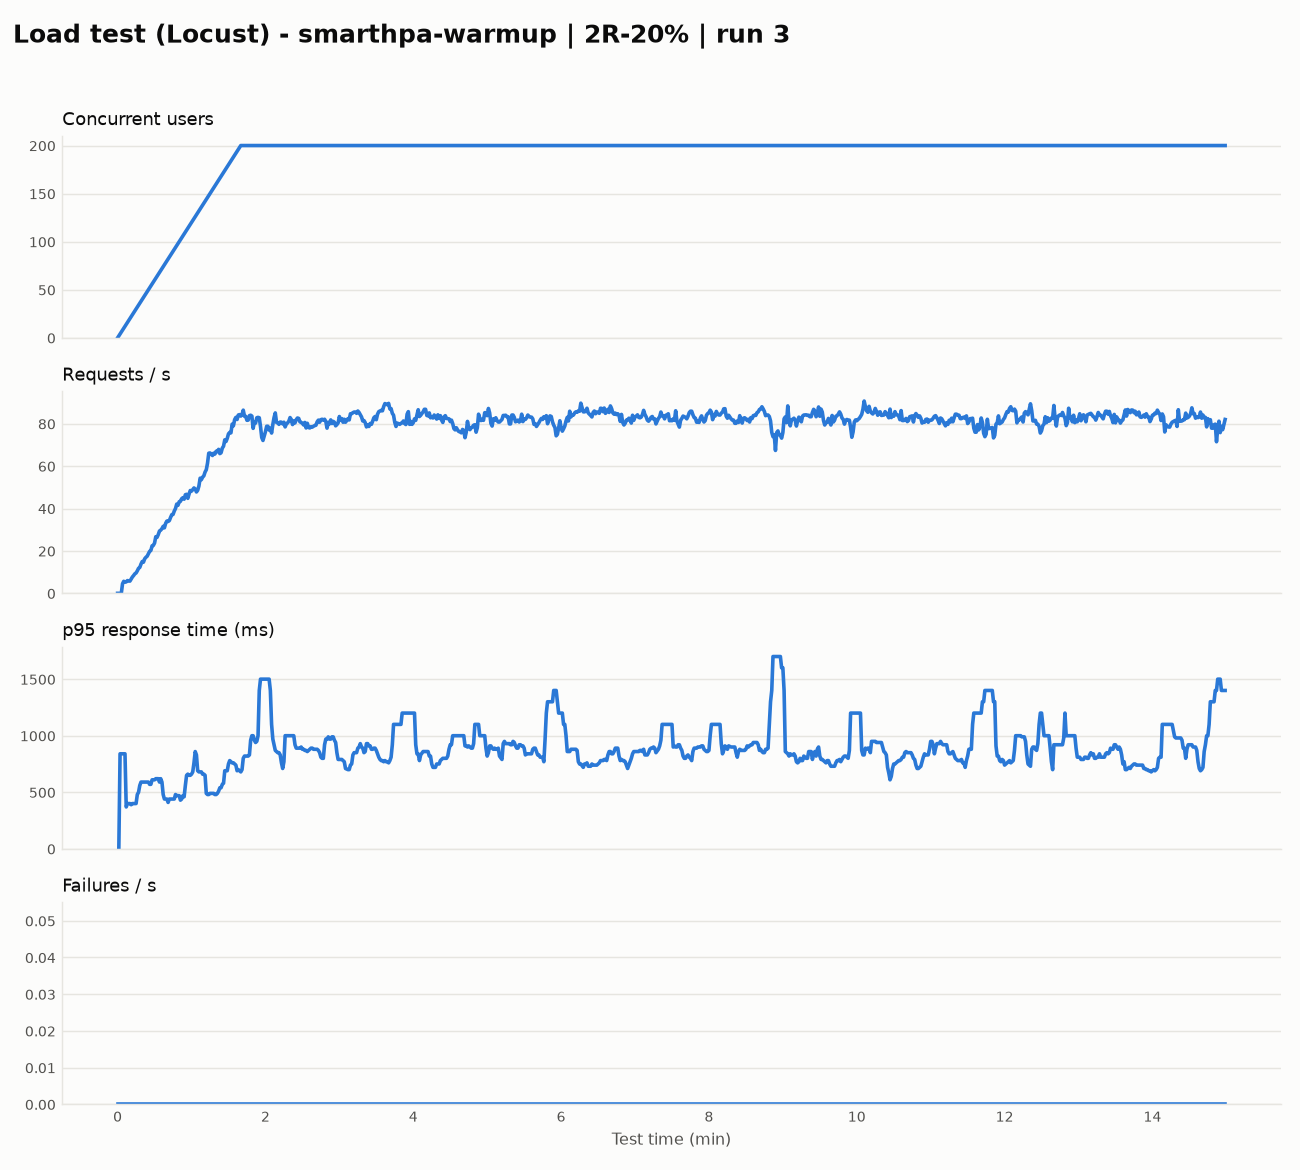 Load test (Locust) - smarthpa-warmup | 2R-20% | run 3
Concurrent users
200
150
100
50
0
Requests / s
80
60
40
20
0
p95 response time (ms)
1500
1000
500
0
Failures / s
0.05
0.04
0.03
0.02
0.01
0.00
0 2 4 6 8 10 12 14
Test time (min)